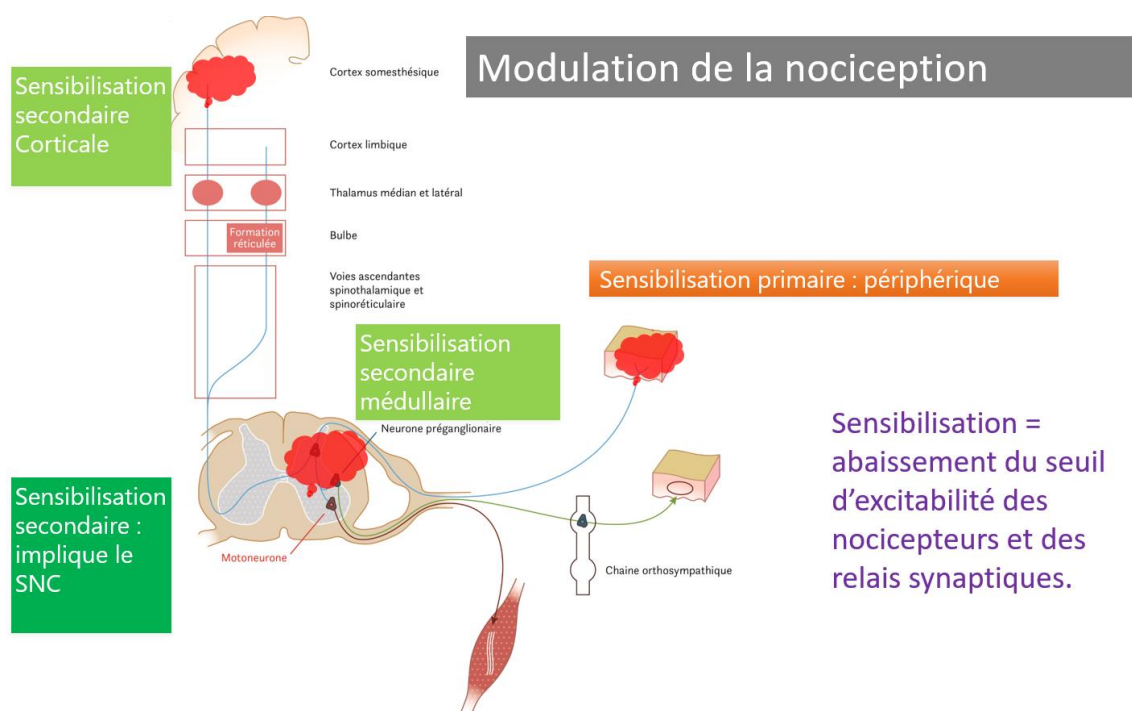 Modulation de la nociception
Sensibilisation
secondaire
Corticale
Cortex somesthésique
Cortex limbique
Thalamus médian et latéral
Formation
réticulée
Bulbe
Voies ascendantes
spinothalamique et
spinoréticulaire
Sensibilisation primaire : périphérique
Sensibilisation
secondaire
médullaire
Neurone préganglionaire
Sensibilisation =
abaissement du seuil
d’excitabilité des
nocicepteurs et des
relais synaptiques.
Sensibilisation
secondaire :
implique le
SNC
Motoneurone
Chaine orthosympathique